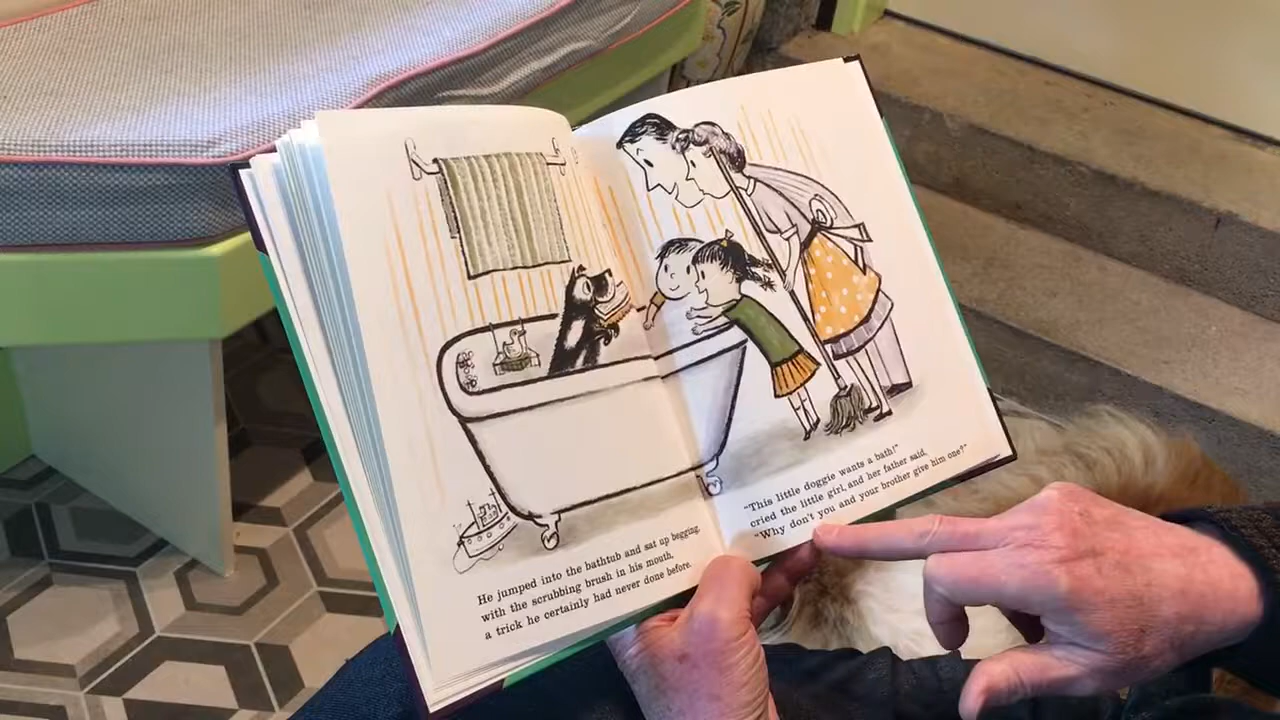 He jumped into the bathtub and sat up begging,
with the scrubbing brush in his mouth,
a trick he certainly had never done before.
"This little doggie wants a bath!"
cried the little girl, and her father said,
"Why don't you and your brother give him one?"